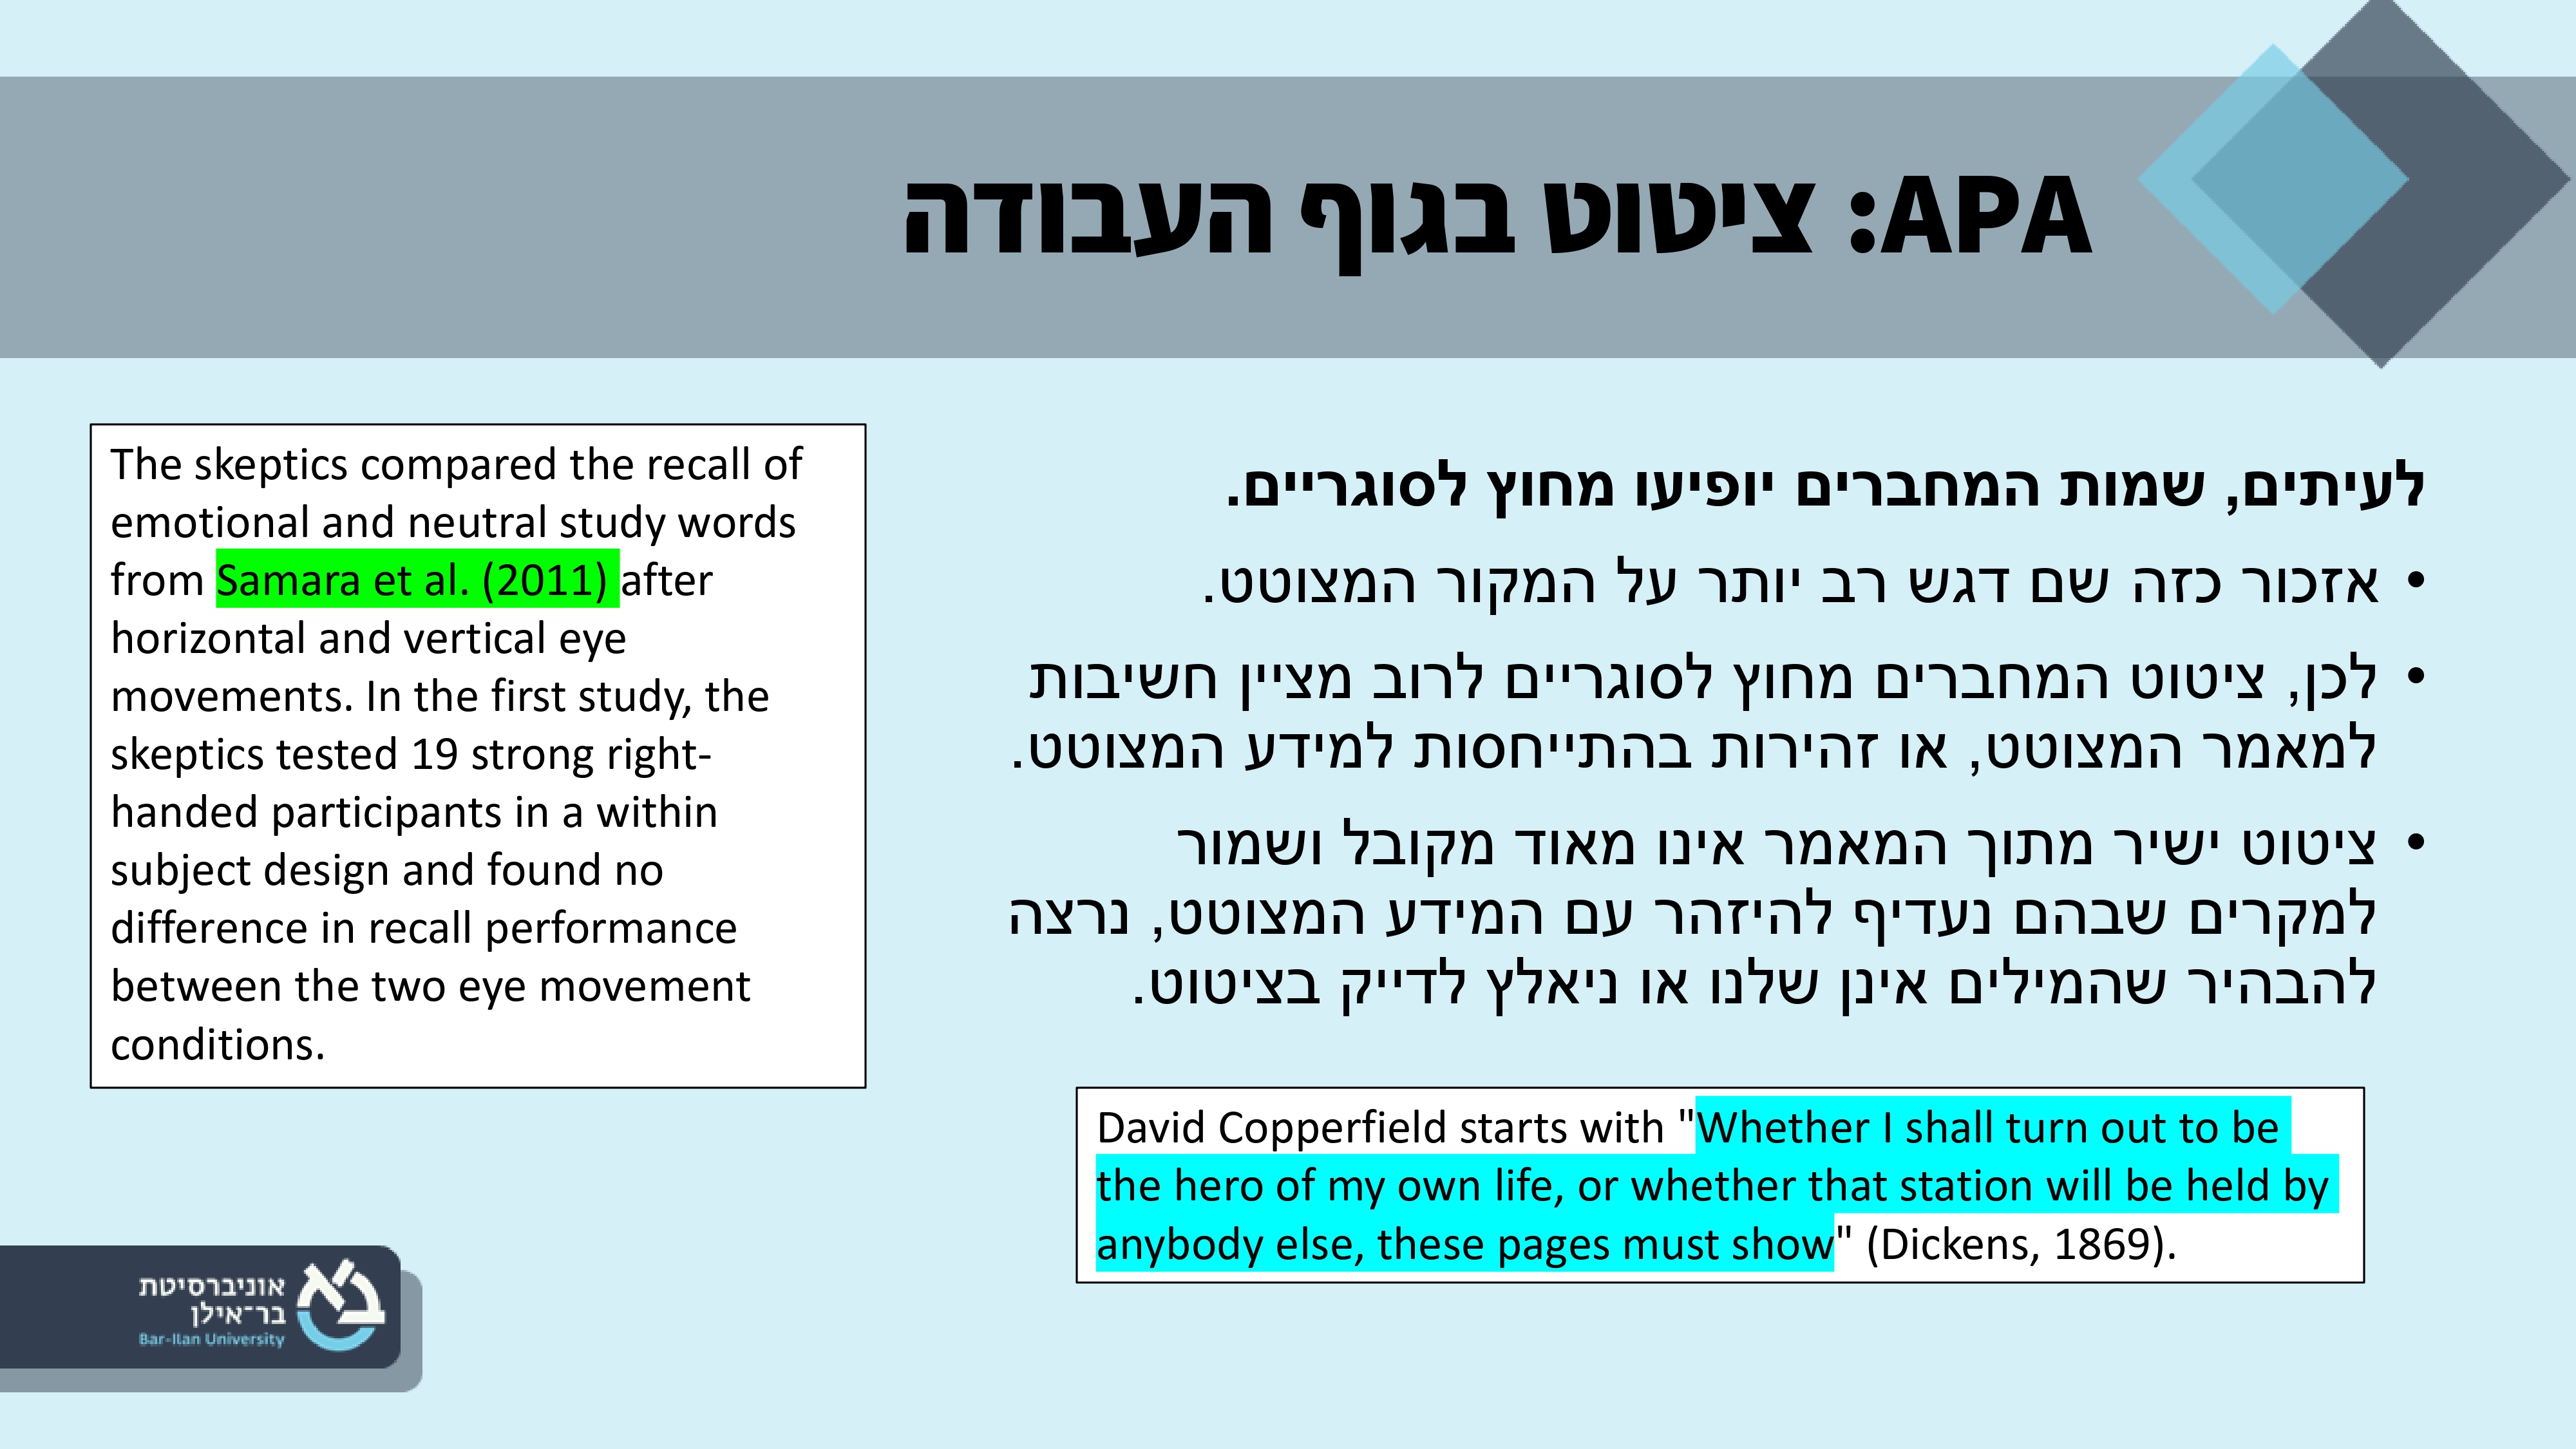 APA: ציטוט בגוף העבודה
לעיתים, שמות המחברים יופיעו מחוץ לסוגריים.
• אזכור כזה שם דגש רב יותר על המקור המצוטט.
• לכן, ציטוט המחברים מחוץ לסוגריים לרוב מציין חשיבות
למאמר המצוטט, או זהירות בהתייחסות למידע המצוטט.
• ציטוט ישיר מתוך המאמר אינו מאוד מקובל ושמור
למקרים שבהם נעדיף להיזהר עם המידע המצוטט, נרצה
להבהיר שהמילים אינן שלנו או ניאלץ לדייק בציטוט.
The skeptics compared the recall of
emotional and neutral study words
from Samara et al. (2011) after
horizontal and vertical eye
movements. In the first study, the
skeptics tested 19 strong right-
handed participants in a within
subject design and found no
difference in recall performance
between the two eye movement
conditions.
David Copperfield starts with "Whether I shall turn out to be
the hero of my own life, or whether that station will be held by
anybody else, these pages must show" (Dickens, 1869).
אוניברסיטת
בר־אילן
Bar-Ilan University
בא